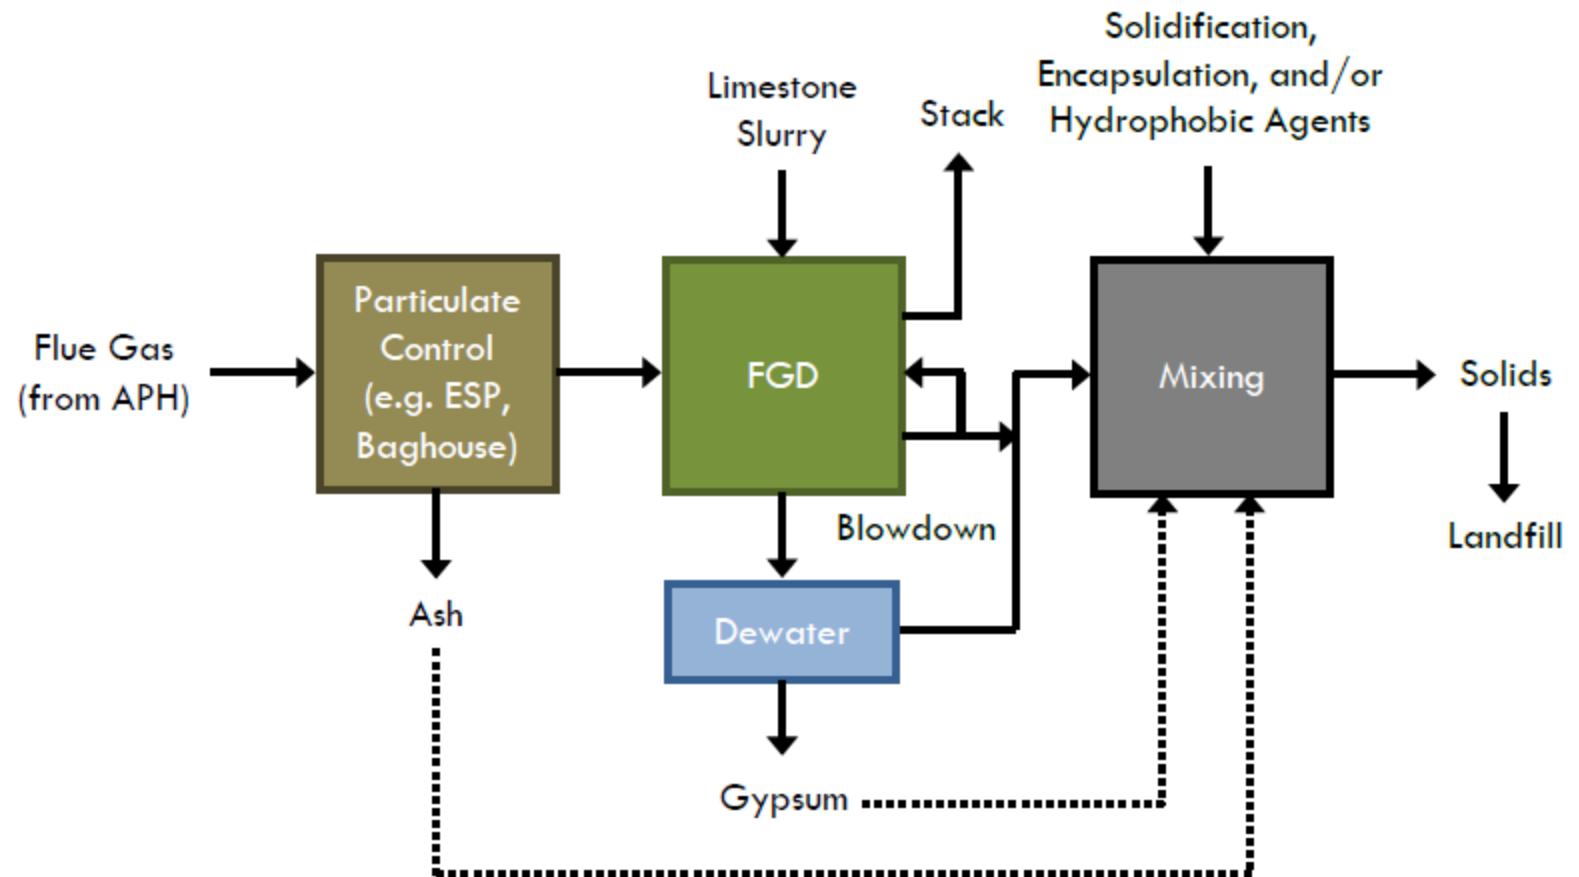 Solidification,
Encapsulation, and/or
Hydrophobic Agents
Limestone
Slurry
Stack
Flue Gas
(from APH)
Particulate
Control
(e.g. ESP,
Baghouse)
FGD
Mixing
Solids
Landfill
Blowdown
Ash
Dewater
Gypsum